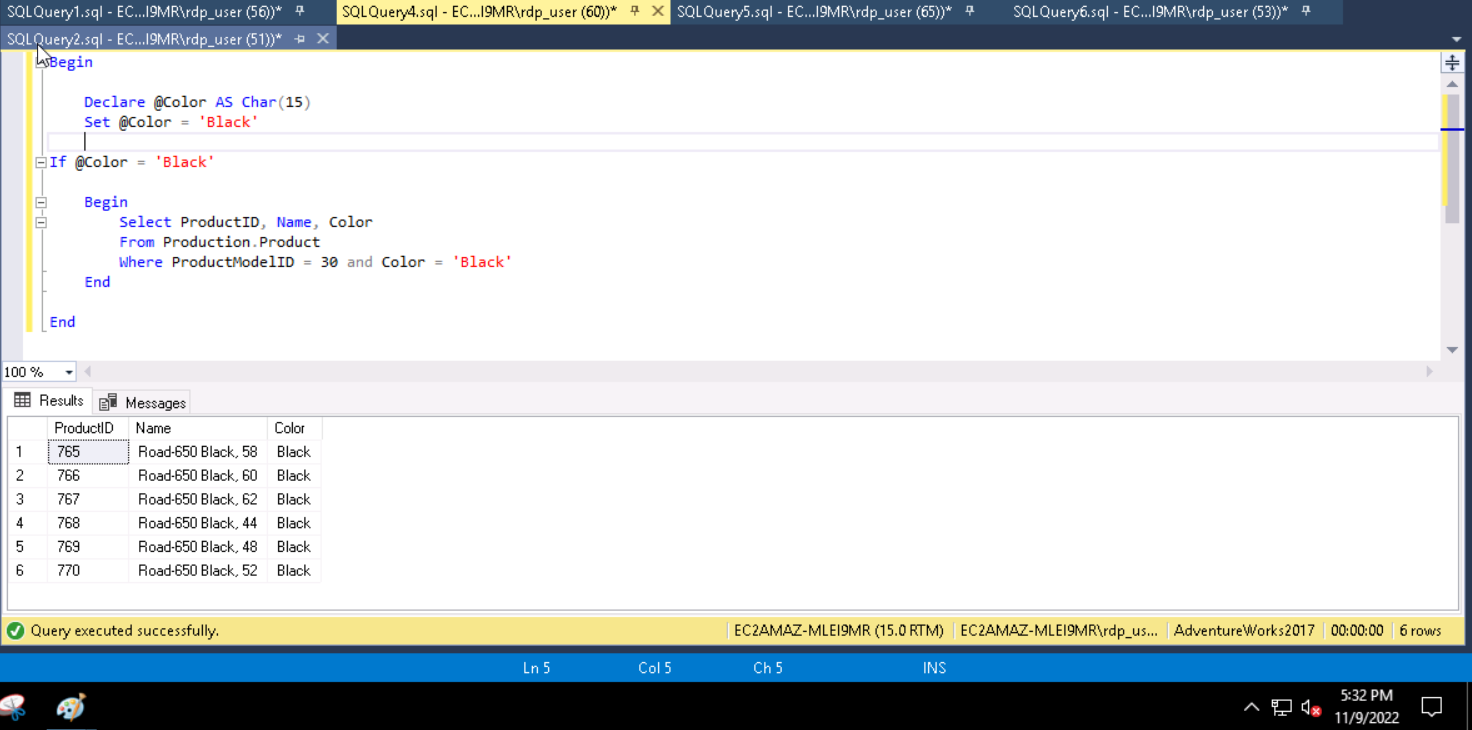 SQLQuery1.sql - EC...I9MR\rdp_user (56))* SQLQuery4.sql - EC...I9MR\rdp_user (60))* SQLQuery5.sql - EC...I9MR\rdp_user (65))* SQLQuery6.sql - EC...I9MR\rdp_user (53))*
SQLQuery2.sql - EC...I9MR\rdp_user (51))*
Begin
Declare @Color AS Char(15)
Set @Color = 'Black'
If @Color = 'Black'
Begin
Select ProductID, Name, Color
From Production.Product
Where ProductModelID = 30 and Color = 'Black'
End
End
100 %
Results Messages
ProductID Name Color
1 765 Road-650 Black, 58 Black
2 766 Road-650 Black, 60 Black
3 767 Road-650 Black, 62 Black
4 768 Road-650 Black, 44 Black
5 769 Road-650 Black, 48 Black
6 770 Road-650 Black, 52 Black
Query executed successfully. EC2AMAZ-MLEI9MR (15.0 RTM) EC2AMAZ-MLEI9MR\rdp_us... AdventureWorks2017 00:00:00 6 rows
Ln 5 Col 5 Ch 5 INS
5:32 PM
11/9/2022